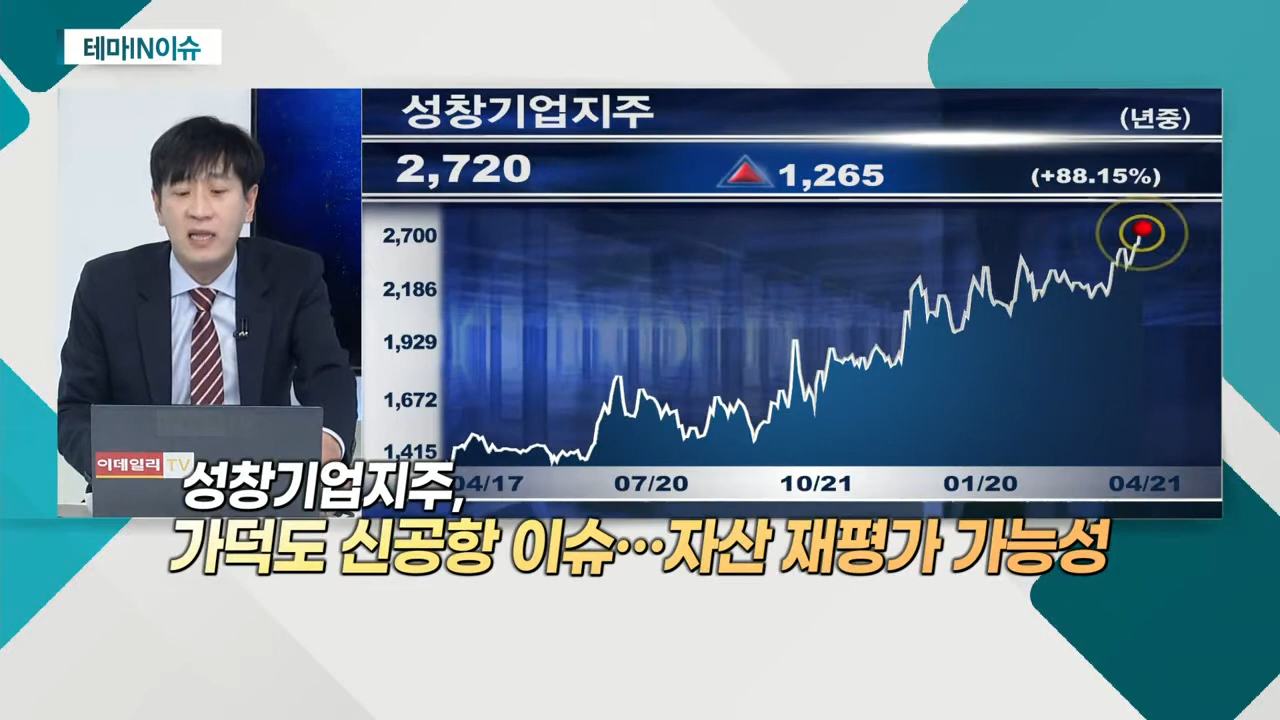 테마IN이슈
성창기업지주
(년중)
2,720
1,265
(+88.15%)
2,700
2,186
1,929
1,672
1,415
04/17
07/20
10/21
01/20
04/21
이데일리TV
성창기업지주,
가덕도 신공항 이슈…자산 재평가 가능성